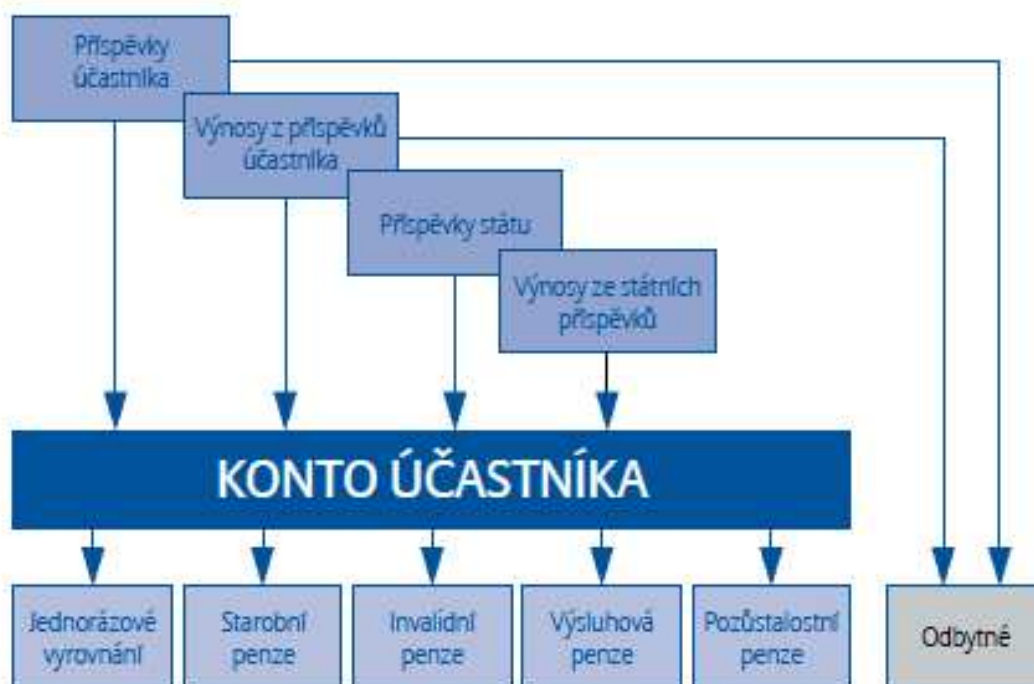 Příspěvky
účastníka
Výnosy z příspěvků
účastníka
Příspěvky státu
Výnosy ze státních
příspěvků
KONTO ÚČASTNÍKA
Jednorázové
vyrovnání
Starobní
penze
Invalidní
penze
Výsluhová
penze
Pozůstalostní
penze
Odbytné